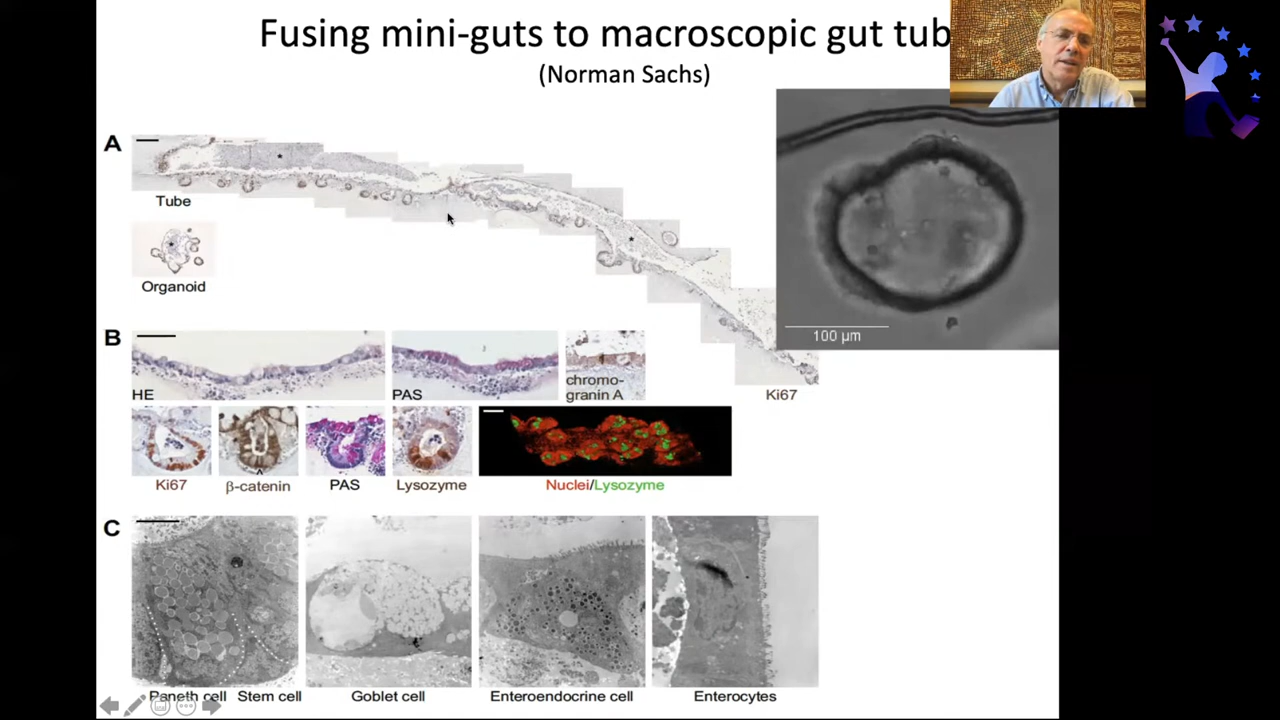 Fusing mini-guts to macroscopic gut tub
(Norman Sachs)
A
*
*
Tube
*
Organoid
100 µm
B
HE
PAS
chromo-
granin A
Ki67
^
Ki67
β-catenin
PAS
Lysozyme
Nuclei/Lysozyme
C
Paneth cell
Stem cell
Goblet cell
Enteroendocrine cell
Enterocytes